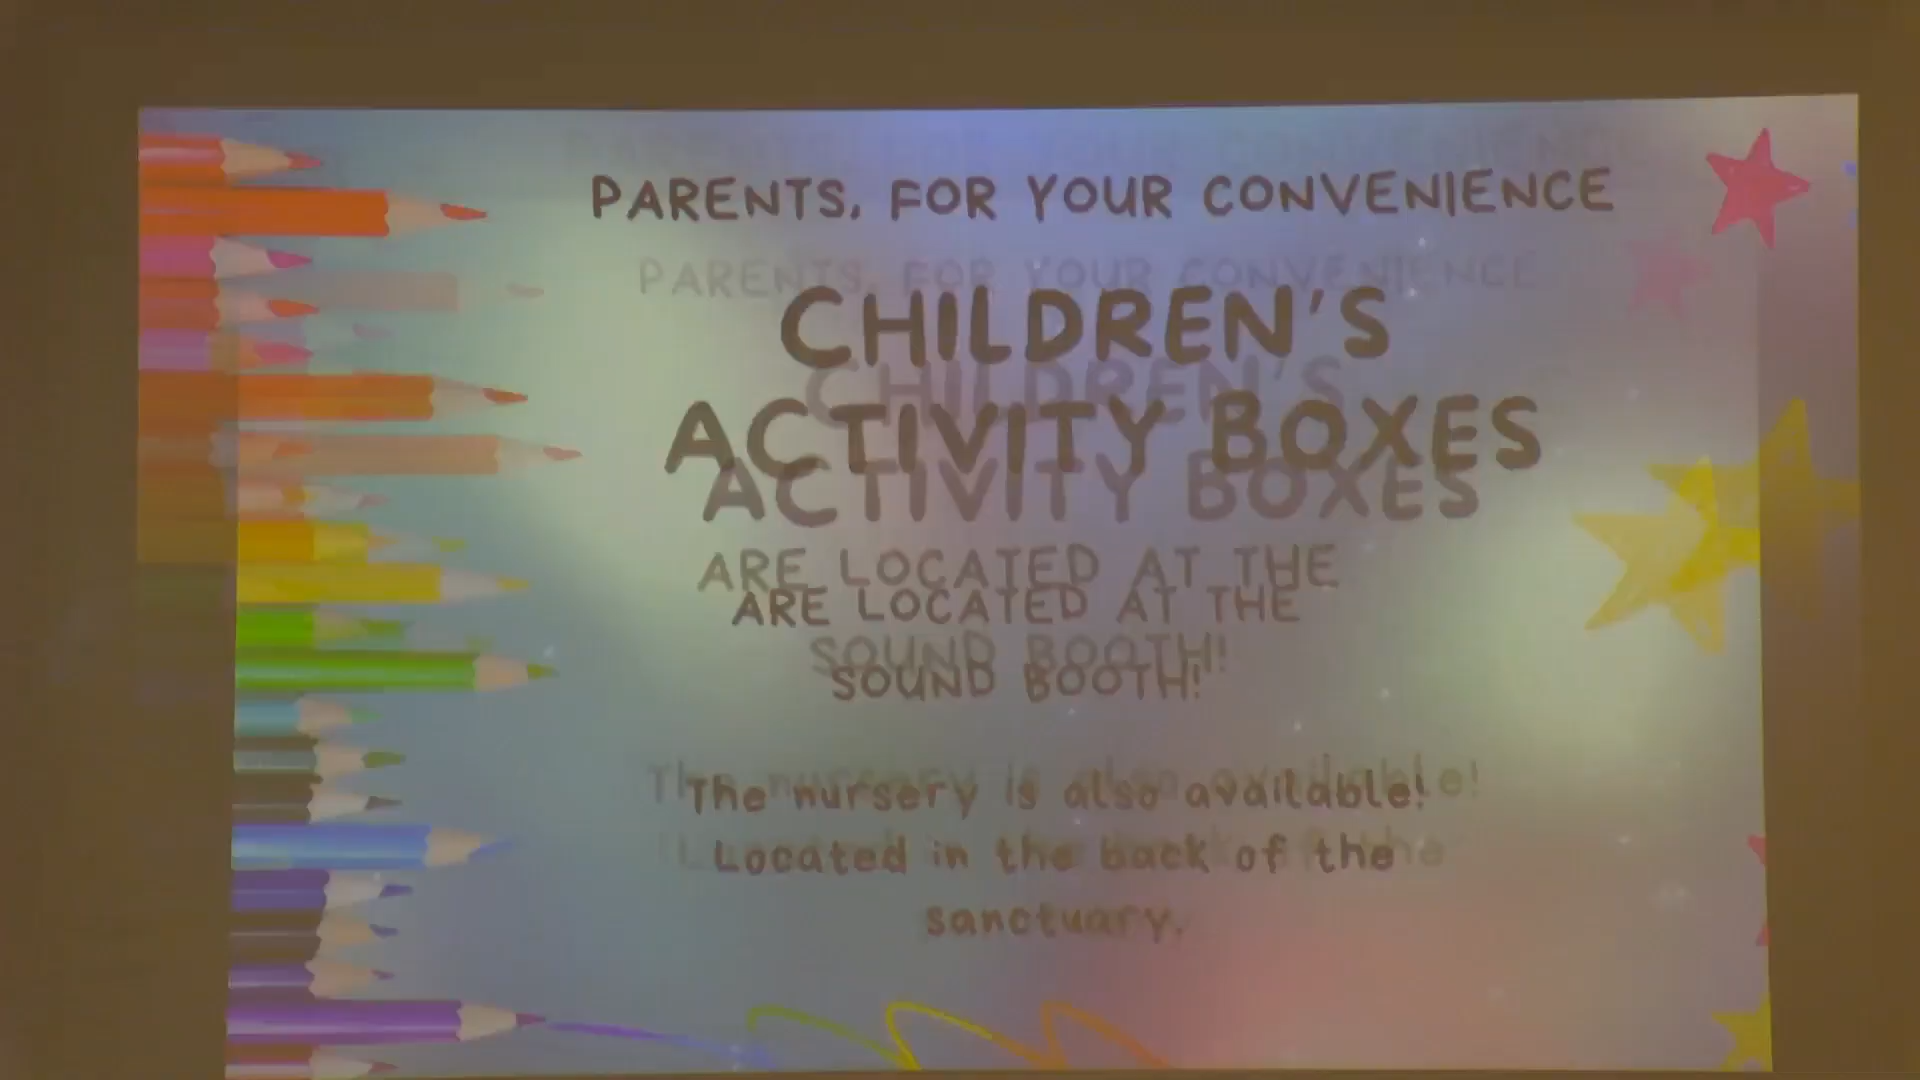 PARENTS, FOR YOUR CONVENIENCE
CHILDREN'S
ACTIVITY BOXES
ARE LOCATED AT THE
SOUND BOOTH!
The nursery is also available!
Located in the back of the
sanctuary.